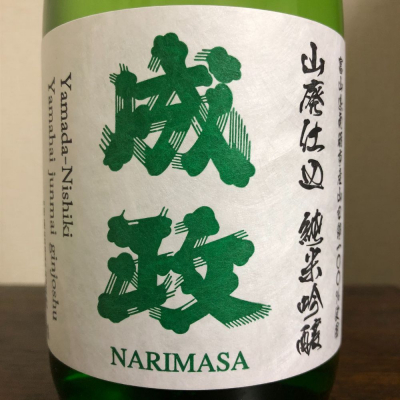 成政
NARIMASA
山廃仕込 純米吟醸
Yamada-Nishiki
Yamahai junmai ginjoshu